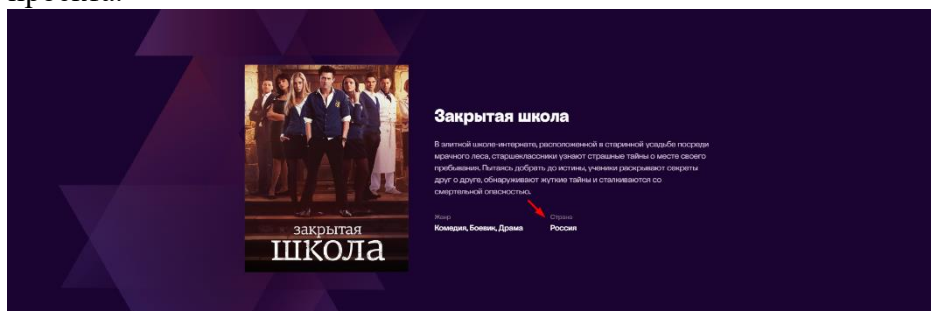 проекта.
Закрытая школа
В элитной школе-интернате, расположенной в старинной усадьбе посреди
мрачного леса, старшеклассники узнают страшные тайны о месте своего
пребывания. Пытаясь добрать до истины, ученики раскрывают секреты
друг о друге, обнаруживают жуткие тайны и сталкиваются со
смертельной опасностью.
Жанр
Страна
Комедия, Боевик, Драма
Россия
закрытая
школа